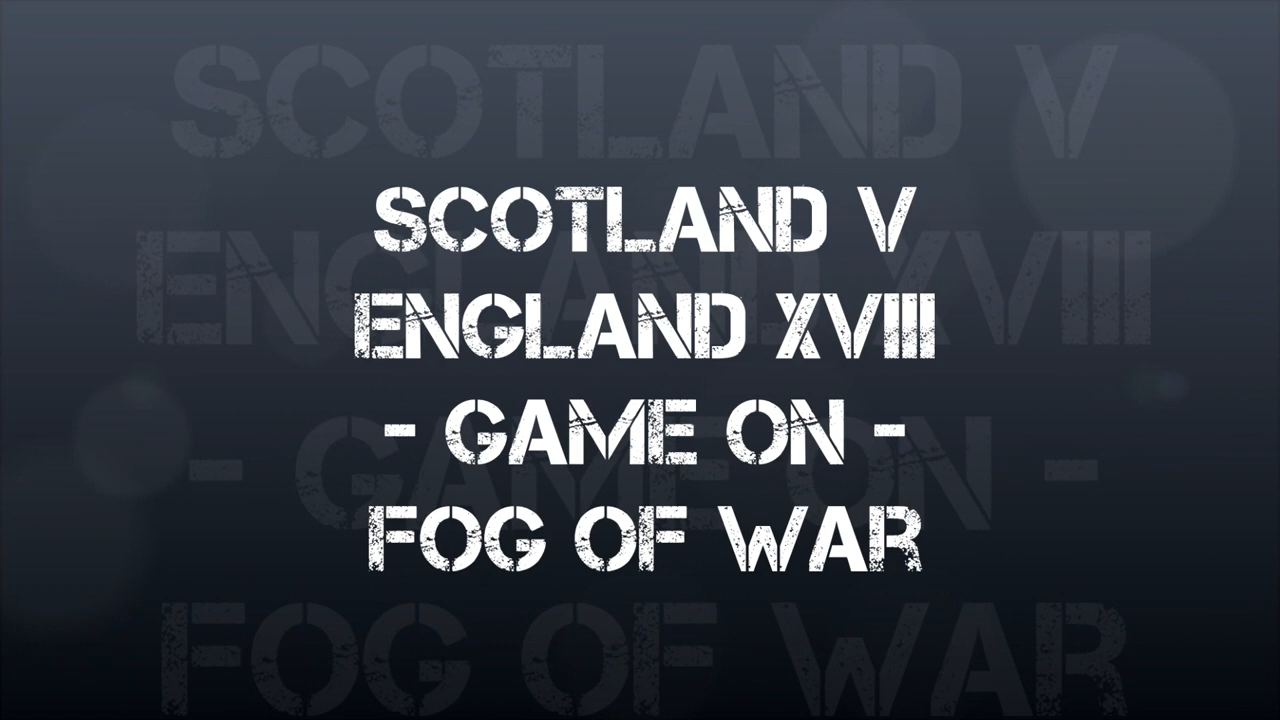 SCOTLAND V
ENGLAND XVIII
- GAME ON -
FOG OF WAR